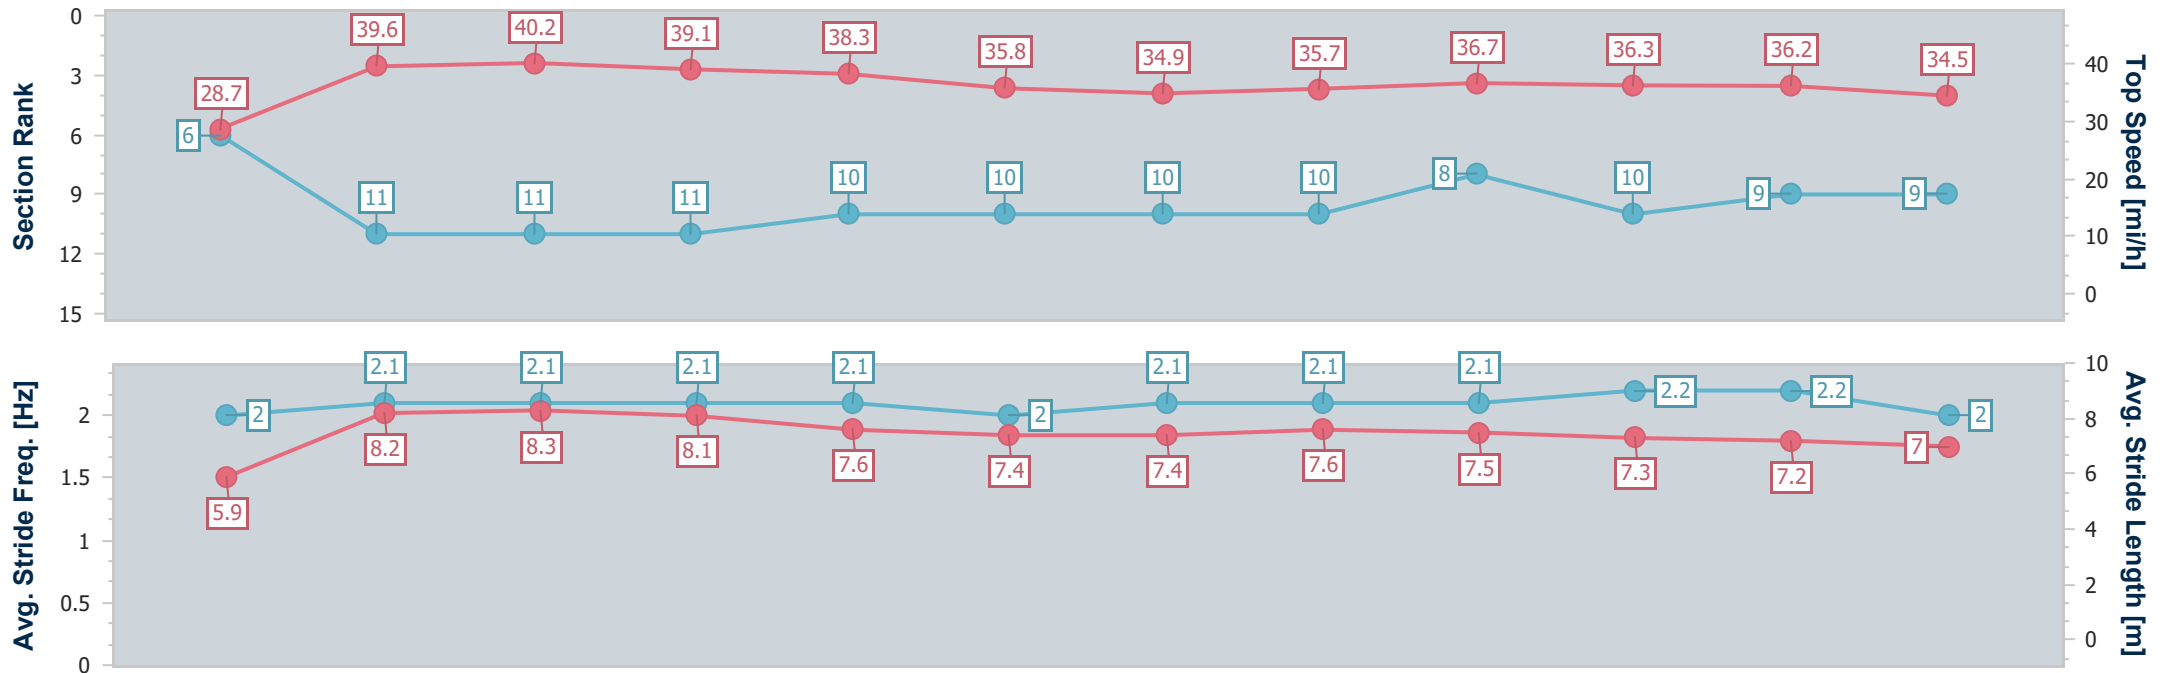 Section Rank
0
3
6
9
12
15
28.7 39.6 40.2 39.1 38.3 35.8 34.9 35.7 36.7 36.3 36.2 34.5
6 11 11 11 10 10 10 10 8 10 9 9
40
30
20
10
0
Top Speed [mi/h]
Avg. Stride Freq. [Hz]
2
1.5
1
0.5
0
2 2.1 2.1 2.1 2.1 2 2.1 2.1 2.1 2.2 2.2 2
5.9 8.2 8.3 8.1 7.6 7.4 7.4 7.6 7.5 7.3 7.2 7
10
8
6
4
2
0
Avg. Stride Length [m]